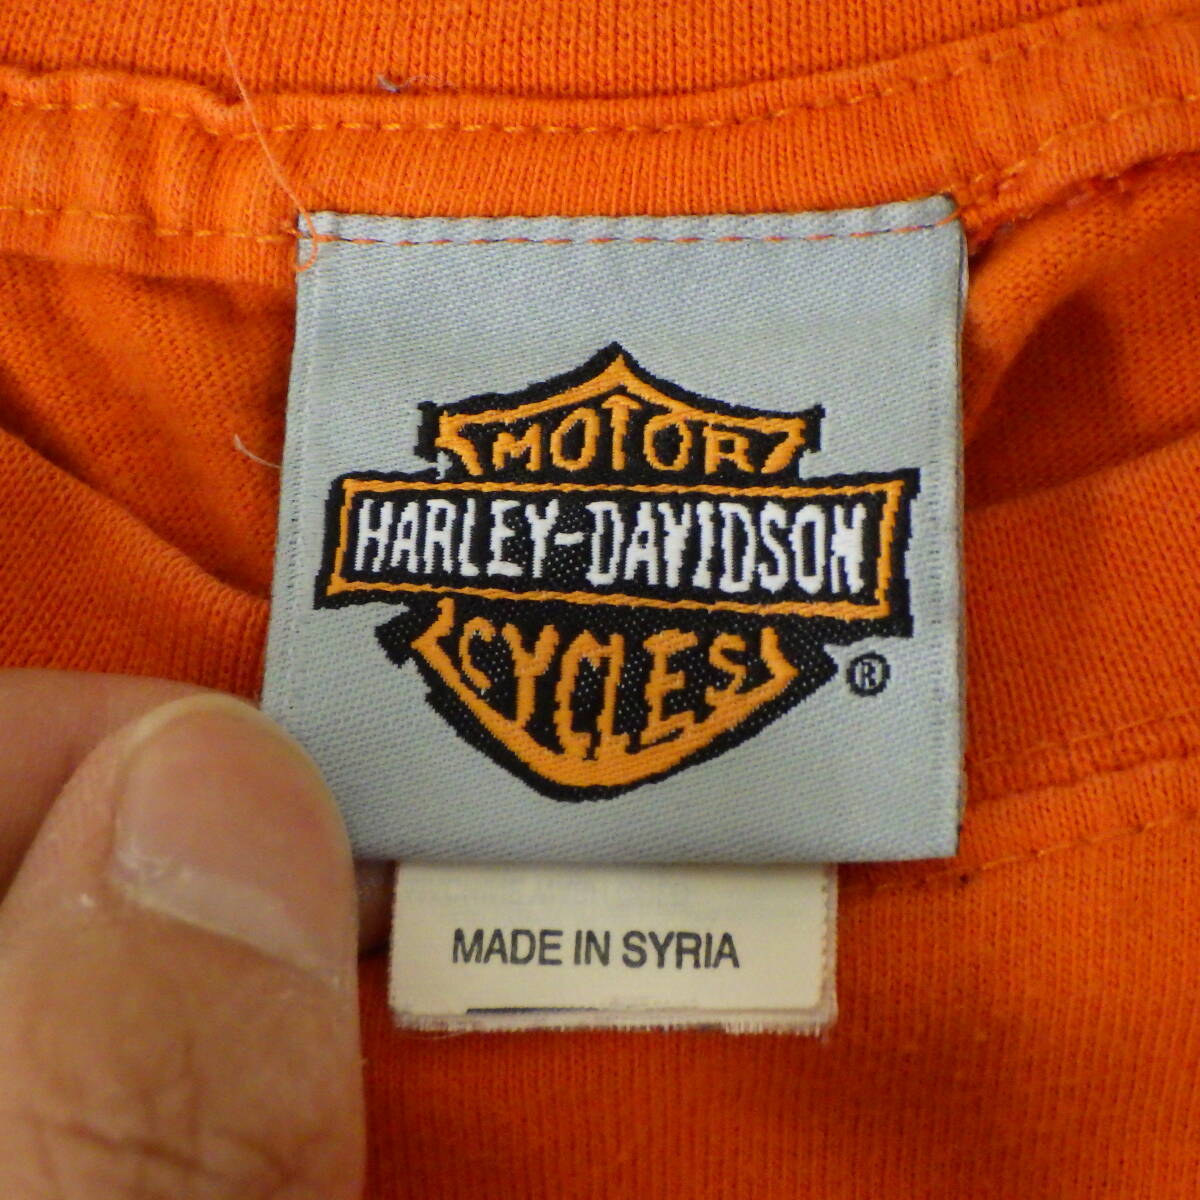 MOTOR
HARLEY-DAVIDSON
CYCLES
®
MADE IN SYRIA